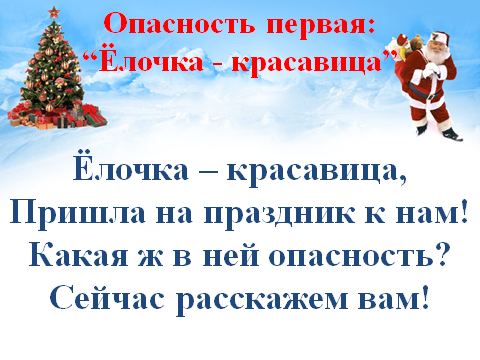 Опасность первая:
“Ёлочка - красавица”
Ёлочка – красавица,
Пришла на праздник к нам!
Какая ж в ней опасность?
Сейчас расскажем вам!